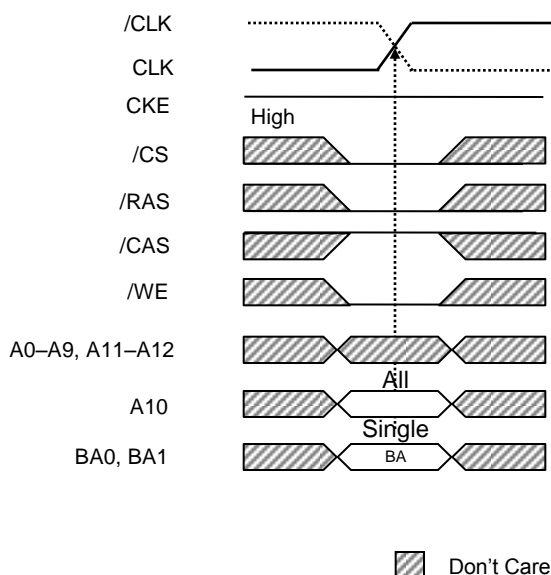 /CLK
CLK
CKE
High
/CS
/RAS
/CAS
/WE
A0–A9, A11–A12
All
A10
Single
BA0, BA1
BA
Don't Care